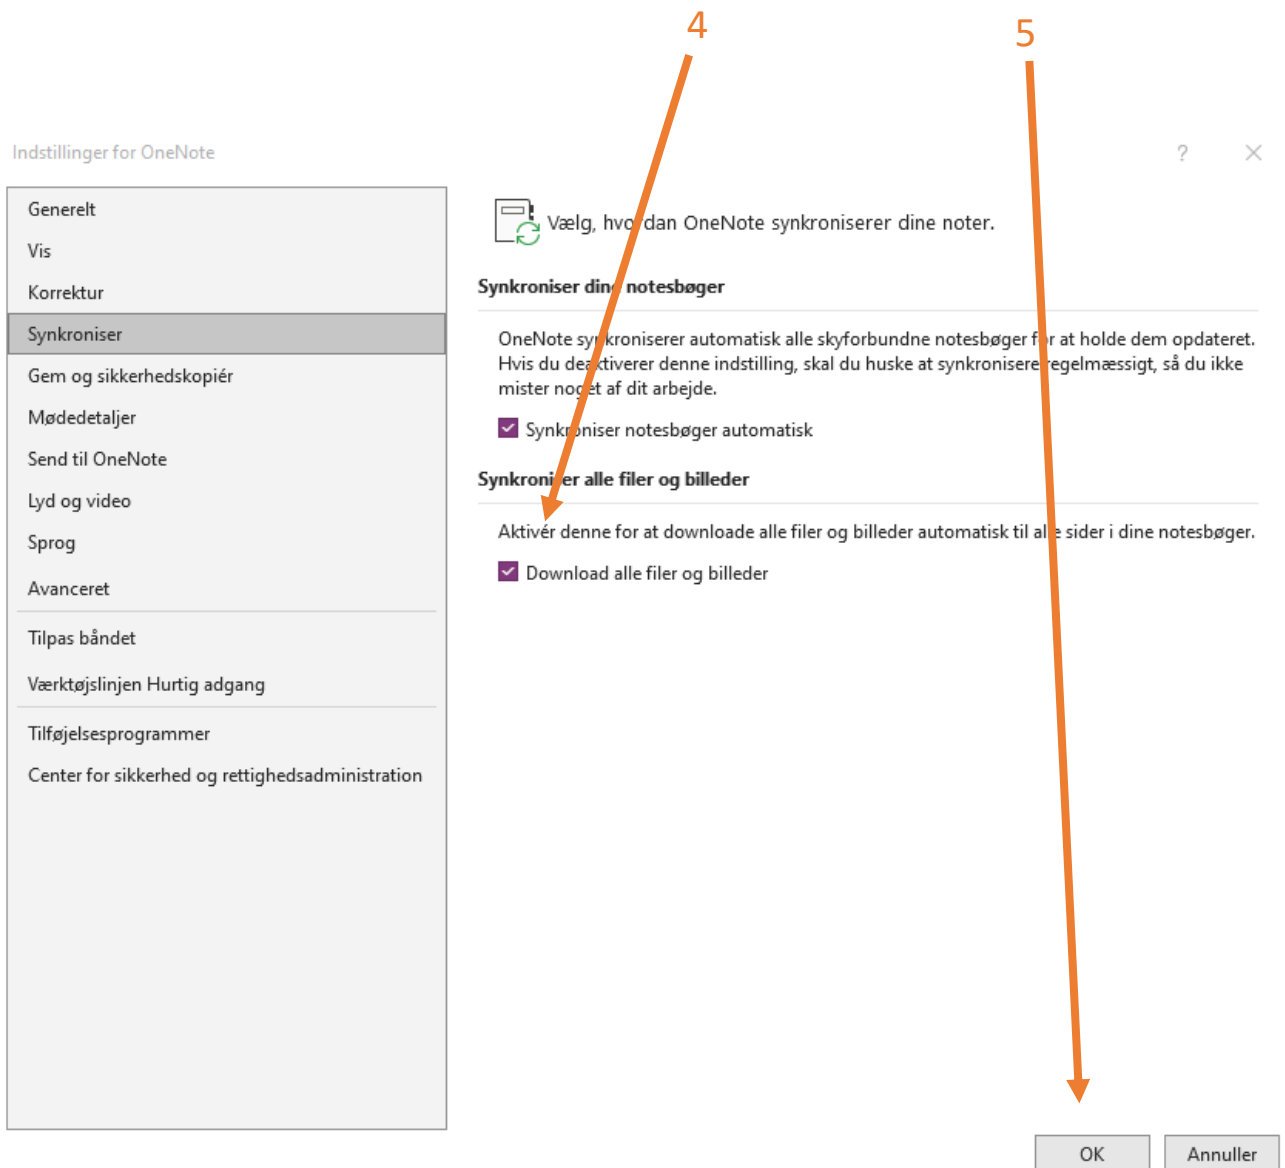 4
5
Indstillinger for OneNote
?
Generelt
Vis
Korrektur
Synkroniser
Gem og sikkerhedskopiér
Mødedetaljer
Send til OneNote
Lyd og video
Sprog
Avanceret
Tilpas båndet
Værktøjslinjen Hurtig adgang
Tilføjelsesprogrammer
Center for sikkerhed og rettighedsadministration
Vælg, hvordan OneNote synkroniserer dine noter.
Synkroniser dine notesbøger
OneNote synkroniserer automatisk alle skyforbundne notesbøger for at holde dem opdateret.
Hvis du deaktiverer denne indstilling, skal du huske at synkronisere regelmæssigt, så du ikke
mister noget af dit arbejde.
Synkroniser notesbøger automatisk
Synkroniser alle filer og billeder
Aktivér denne for at downloade alle filer og billeder automatisk til alle sider i dine notesbøger.
Download alle filer og billeder
OK
Annuller